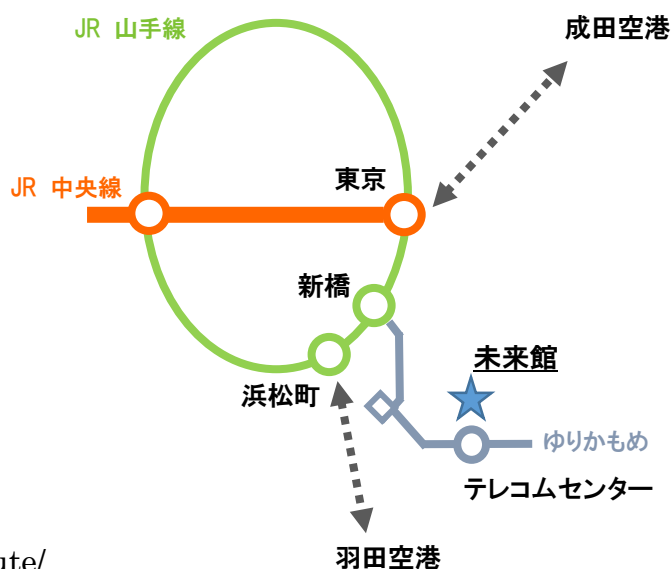 JR 山手線
成田空港
JR 中央線
東京
新橋
未来館
浜松町
ゆりかもめ
テレコムセンター
羽田空港
ute/